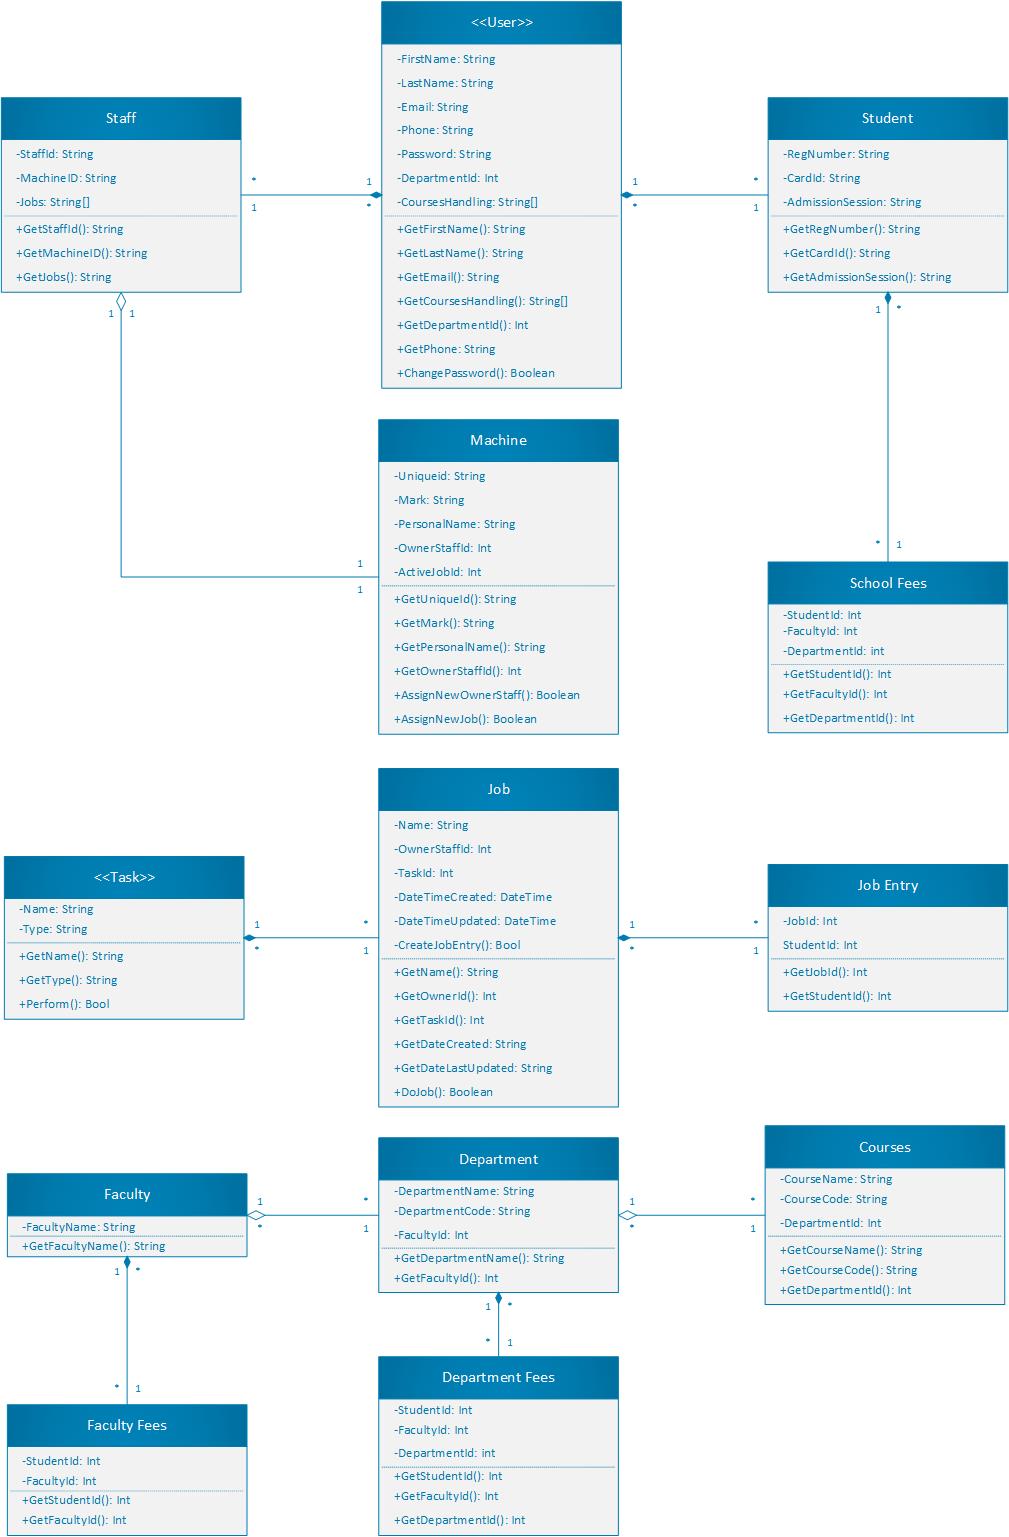 <<User>>
-FirstName: String
-LastName: String
-Email: String
-Phone: String
-Password: String
-DepartmentId: Int
-CoursesHandling: String[]
+GetFirstName(): String
+GetLastName(): String
+GetEmail(): String
+GetCoursesHandling(): String[]
+GetDepartmentId(): Int
+GetPhone: String
+ChangePassword(): Boolean
Staff
-StaffId: String
-MachineID: String
-Jobs: String[]
+GetStaffId(): String
+GetMachineID(): String
+GetJobs(): String
* 1
1 *
Student
-RegNumber: String
-CardId: String
-AdmissionSession: String
+GetRegNumber(): String
+GetCardId(): String
+GetAdmissionSession(): String
1 *
* 1
1 1
1
1
Machine
-Uniqueid: String
-Mark: String
-PersonalName: String
-OwnerStaffId: Int
-ActiveJobId: Int
+GetUniqueId(): String
+GetMark(): String
+GetPersonalName(): String
+GetOwnerStaffId(): Int
+AssignNewOwnerStaff(): Boolean
+AssignNewJob(): Boolean
1 *
* 1
School Fees
-StudentId: Int
-FacultyId: Int
-DepartmentId: int
+GetStudentId(): Int
+GetFacultyId(): Int
+GetDepartmentId(): Int
Job
-Name: String
-OwnerStaffId: Int
-TaskId: Int
-DateTimeCreated: DateTime
-DateTimeUpdated: DateTime
-CreateJobEntry(): Bool
+GetName(): String
+GetOwnerId(): Int
+GetTaskId(): Int
+GetDateCreated: String
+GetDateLastUpdated: String
+DoJob(): Boolean
<<Task>>
-Name: String
-Type: String
+GetName(): String
+GetType(): String
+Perform(): Bool
1 *
* 1
Job Entry
-JobId: Int
StudentId: Int
+GetJobId(): Int
+GetStudentId(): Int
1 *
* 1
Faculty
-FacultyName: String
+GetFacultyName(): String
1 *
* 1
Department
-DepartmentName: String
-DepartmentCode: String
-FacultyId: Int
+GetDepartmentName(): String
+GetFacultyId(): Int
1 *
* 1
Courses
-CourseName: String
-CourseCode: String
-DepartmentId: Int
+GetCourseName(): String
+GetCourseCode(): String
+GetDepartmentId(): Int
1 *
* 1
Faculty Fees
-StudentId: Int
-FacultyId: Int
+GetStudentId(): Int
+GetFacultyId(): Int
1 *
* 1
Department Fees
-StudentId: Int
-FacultyId: Int
-DepartmentId: int
+GetStudentId(): Int
+GetFacultyId(): Int
+GetDepartmentId(): Int